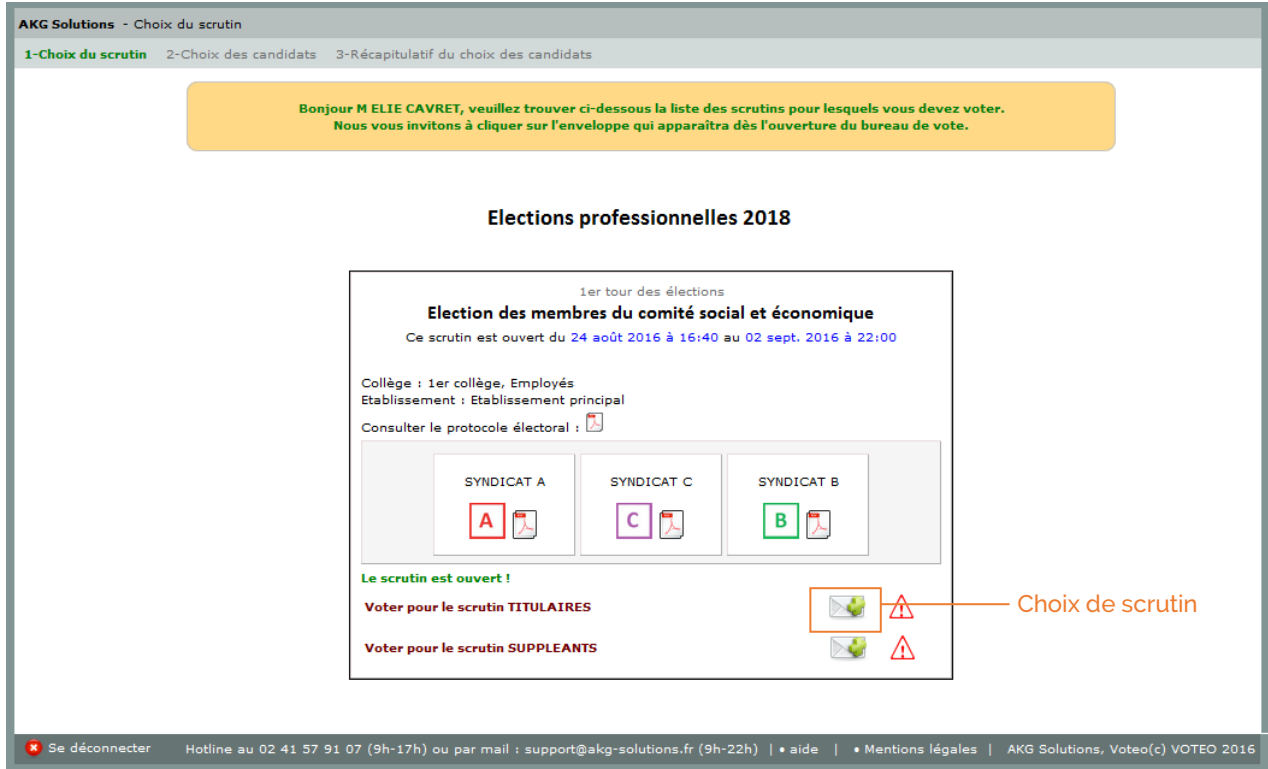 AKG Solutions - Choix du scrutin
1-Choix du scrutin 2-Choix des candidats 3-Récapitulatif du choix des candidats
Bonjour M ELIE CAVRET, veuillez trouver ci-dessous la liste des scrutins pour lesquels vous devez voter.
Nous vous invitons à cliquer sur l'enveloppe qui apparaîtra dès l'ouverture du bureau de vote.
Elections professionnelles 2018
1er tour des élections
Election des membres du comité social et économique
Ce scrutin est ouvert du 24 août 2016 à 16:40 au 02 sept. 2016 à 22:00
Collège : 1er collège, Employés
Etablissement : Etablissement principal
Consulter le protocole électoral :
SYNDICAT A SYNDICAT C SYNDICAT B
A C B
Le scrutin est ouvert !
Voter pour le scrutin TITULAIRES
Choix de scrutin
Voter pour le scrutin SUPPLEANTS
Se déconnecter Hotline au 02 41 57 91 07 (9h-17h) ou par mail : support@akg-solutions.fr (9h-22h) | • aide | • Mentions légales | AKG Solutions, Voteo(c) VOTEO 2016